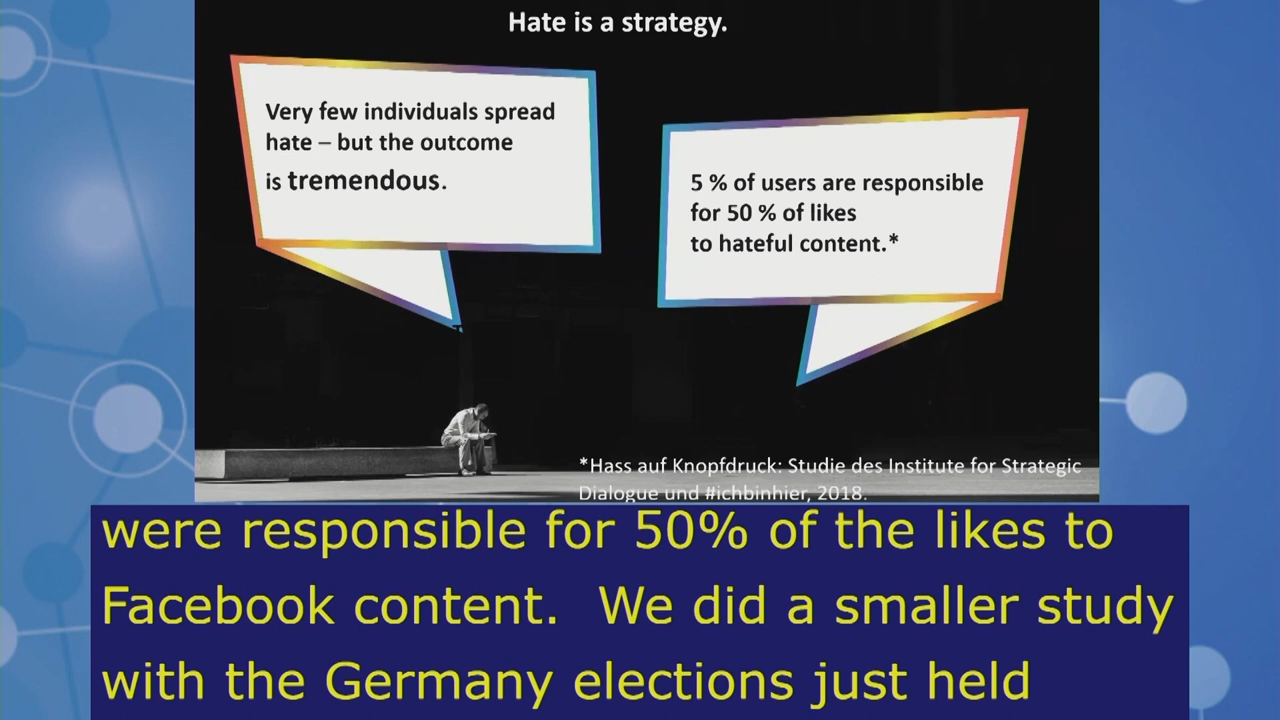 Hate is a strategy.
Very few individuals spread
hate – but the outcome
is tremendous.
5 % of users are responsible
for 50 % of likes
to hateful content.*
*Hass auf Knopfdruck: Studie des Institute for Strategic
Dialogue und #ichbinhier, 2018.
were responsible for 50% of the likes to
Facebook content.  We did a smaller study
with the Germany elections just held